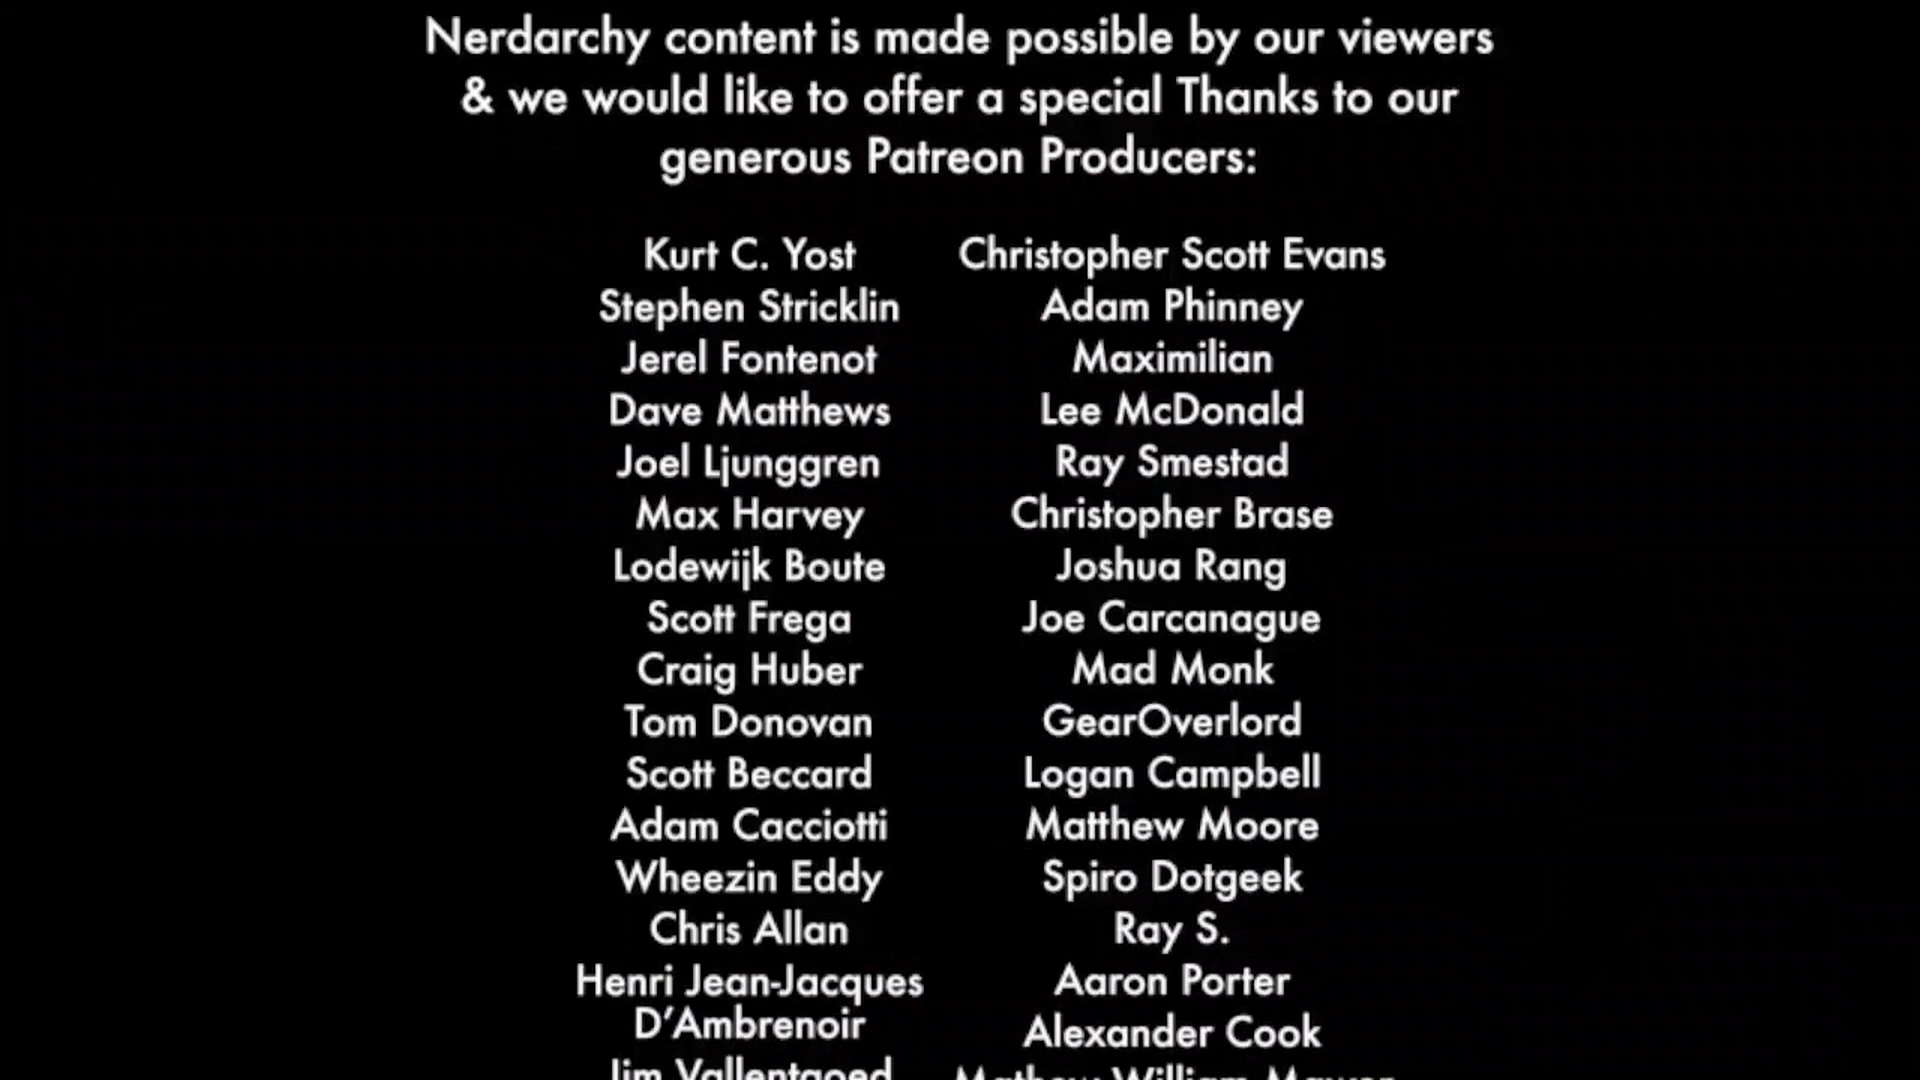 Nerdarchy content is made possible by our viewers
& we would like to offer a special Thanks to our
generous Patreon Producers:
Kurt C. Yost
Stephen Stricklin
Jerel Fontenot
Dave Matthews
Joel Ljunggren
Max Harvey
Lodewijk Boute
Scott Frega
Craig Huber
Tom Donovan
Scott Beccard
Adam Cacciotti
Wheezin Eddy
Chris Allan
Henri Jean-Jacques
D’Ambrenoir
Jim Vallentgoed
Christopher Scott Evans
Adam Phinney
Maximilian
Lee McDonald
Ray Smestad
Christopher Brase
Joshua Rang
Joe Carcanague
Mad Monk
GearOverlord
Logan Campbell
Matthew Moore
Spiro Dotgeek
Ray S.
Aaron Porter
Alexander Cook
Mathew William